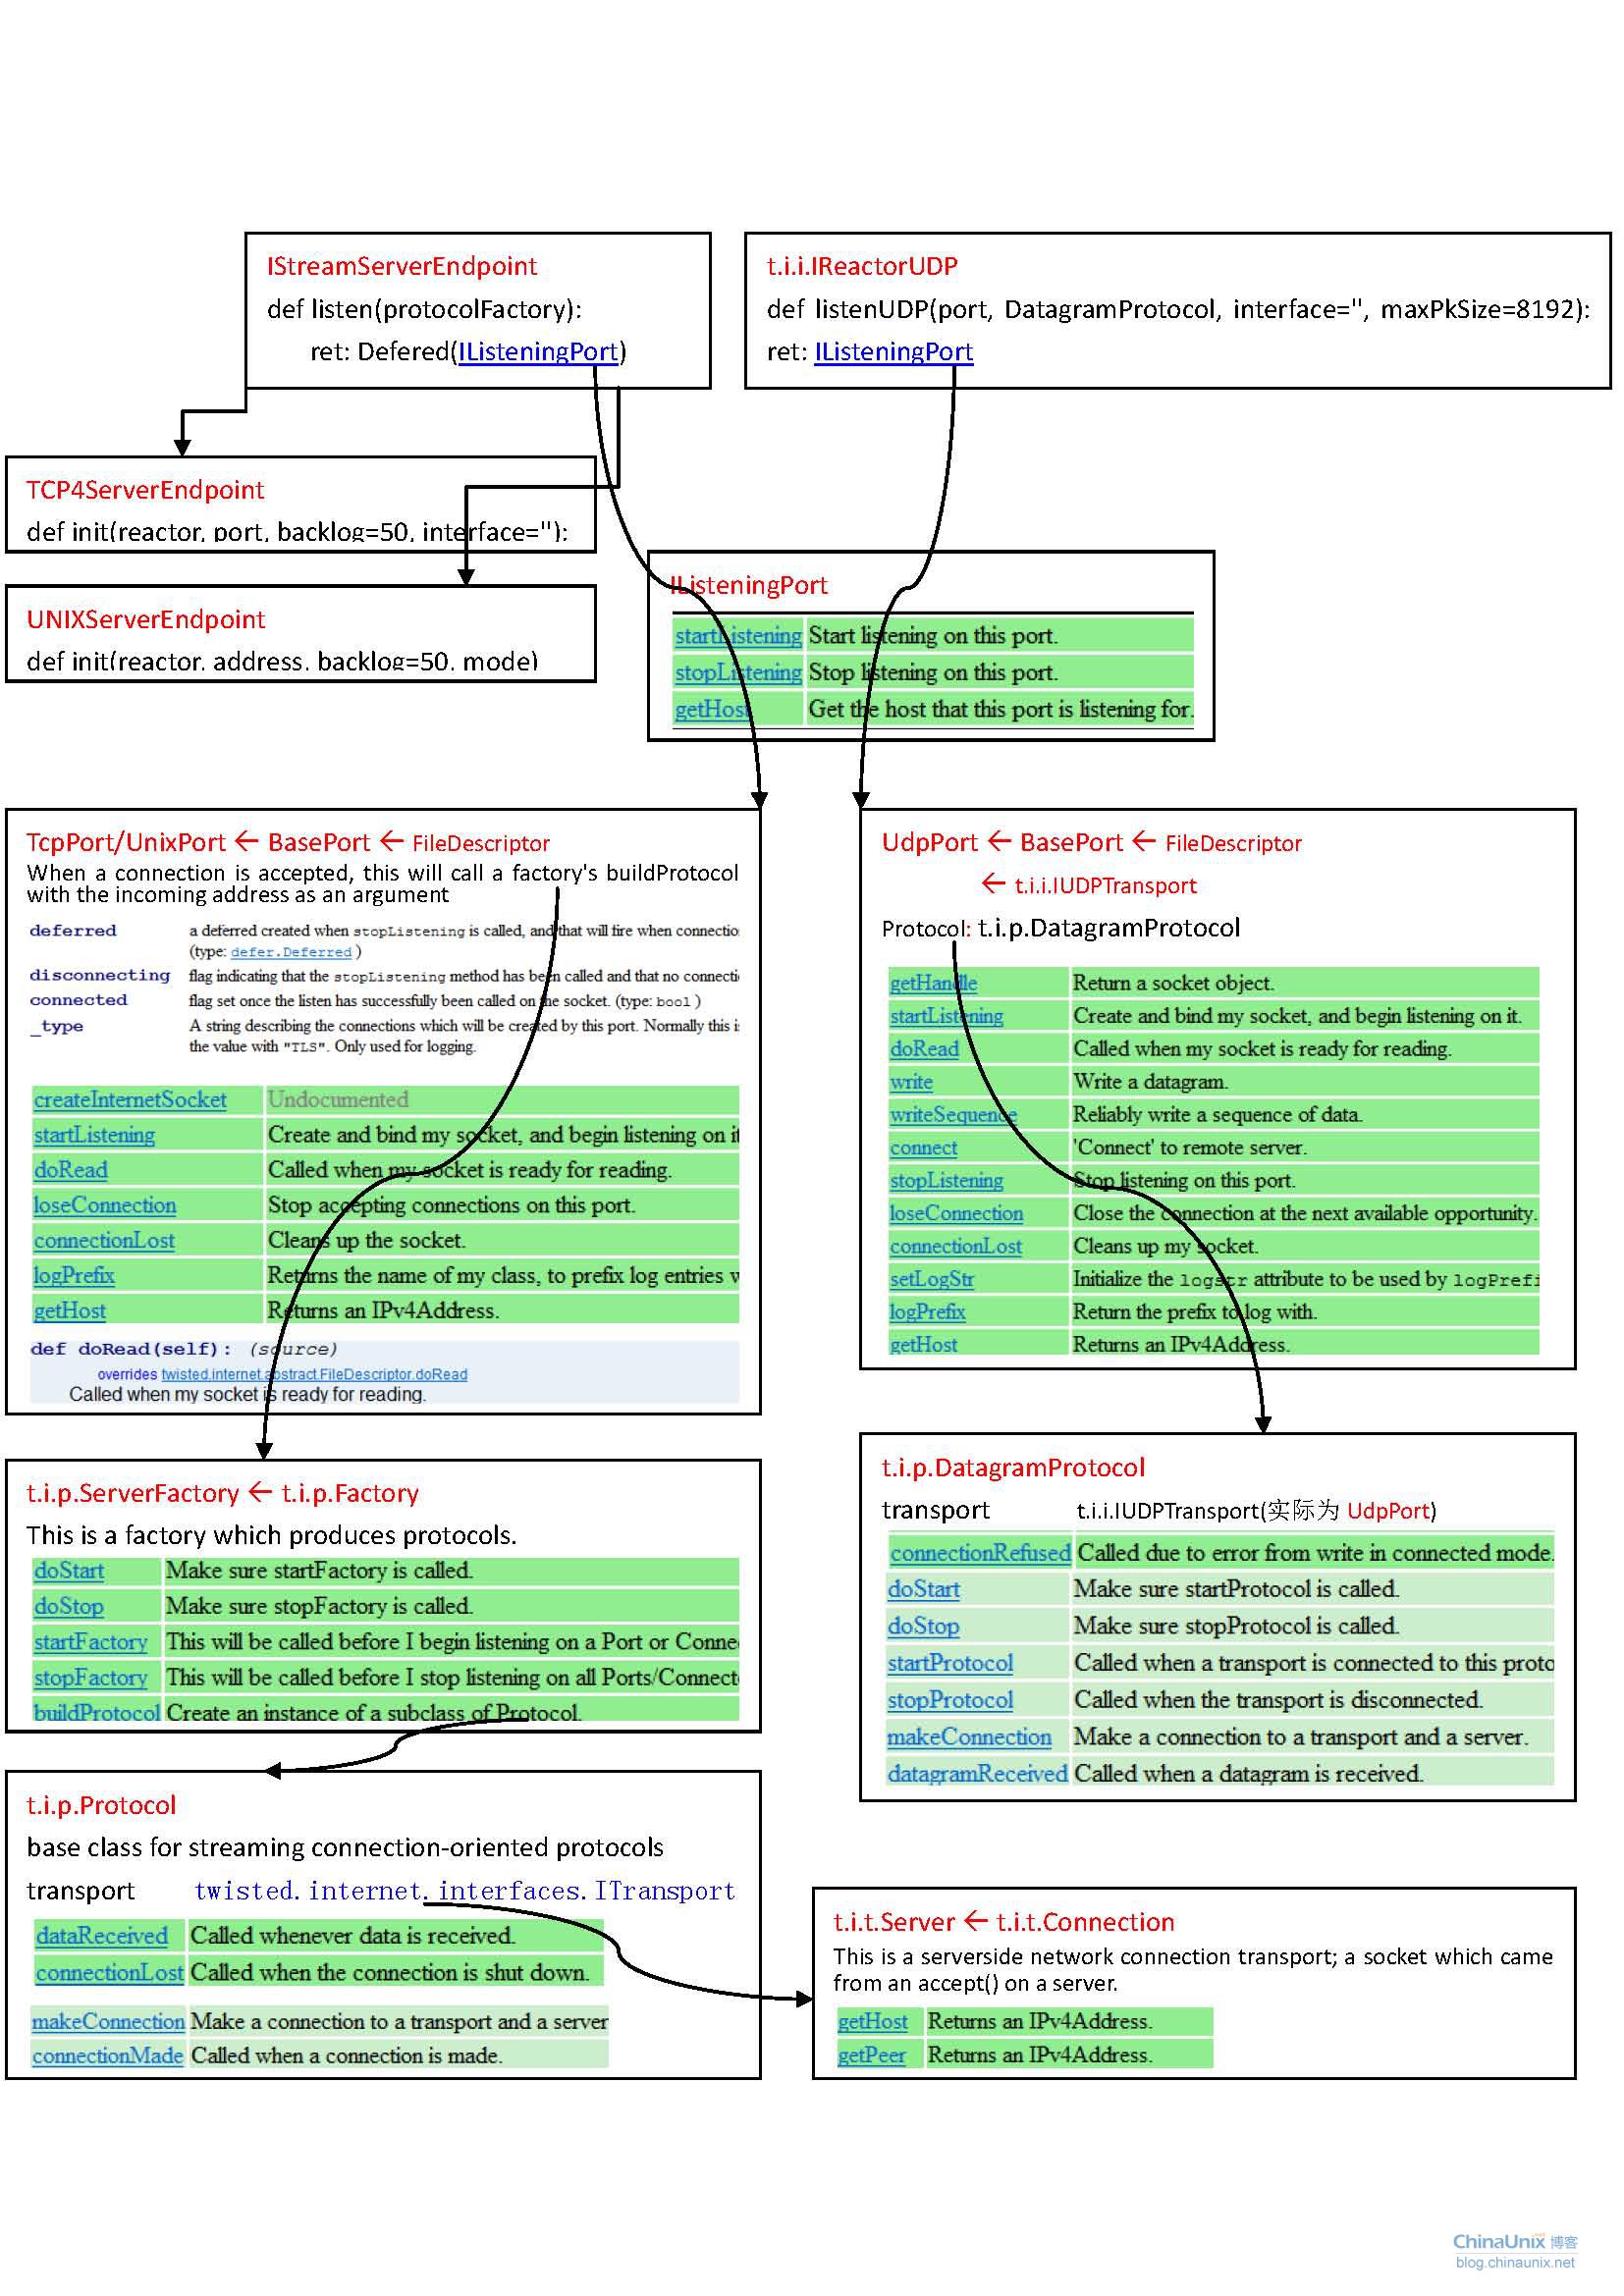 IStreamServerEndpoint
def listen(protocolFactory):
ret: Defered(IListeningPort)
t.i.i.IReactorUDP
def listenUDP(port, DatagramProtocol, interface='', maxPkSize=8192):
ret: IListeningPort
TCP4ServerEndpoint
def init(reactor, port, backlog=50, interface=''):
UNIXServerEndpoint
def init(reactor, address, backlog=50, mode)
IListeningPort
startListening Start listening on this port.
stopListening Stop listening on this port.
getHost Get the host that this port is listening for.
TcpPort/UnixPort ← BasePort ← FileDescriptor
When a connection is accepted, this will call a factory's buildProtocol
with the incoming address as an argument
deferred a deferred created when stopListening is called, and that will fire when connectio
(type: defer.Deferred )
disconnecting flag indicating that the stopListening method has been called and that no connecti
connected flag set once the listen has successfully been called on the socket. (type: bool )
_type A string describing the connections which will be created by this port. Normally this i
the value with "TLS". Only used for logging.
createInternetSocket Undocumented
startListening Create and bind my socket, and begin listening on it
doRead Called when my socket is ready for reading.
loseConnection Stop accepting connections on this port.
connectionLost Cleans up the socket.
logPrefix Returns the name of my class, to prefix log entries w
getHost Returns an IPv4Address.
def doRead(self): (source)
overrides twisted.internet.abstract.FileDescriptor.doRead
Called when my socket is ready for reading.
UdpPort ← BasePort ← FileDescriptor
← t.i.i.IUDPTransport
Protocol: t.i.p.DatagramProtocol
getHandle Return a socket object.
startListening Create and bind my socket, and begin listening on it.
doRead Called when my socket is ready for reading.
write Write a datagram.
writeSequence Reliably write a sequence of data.
connect 'Connect' to remote server.
stopListening Stop listening on this port.
loseConnection Close the connection at the next available opportunity.
connectionLost Cleans up my socket.
setLogStr Initialize the logstr attribute to be used by logPrefi
logPrefix Return the prefix to log with.
getHost Returns an IPv4Address.
t.i.p.ServerFactory ← t.i.p.Factory
This is a factory which produces protocols.
doStart Make sure startFactory is called.
doStop Make sure stopFactory is called.
startFactory This will be called before I begin listening on a Port or Conne
stopFactory This will be called before I stop listening on all Ports/Connect
buildProtocol Create an instance of a subclass of Protocol.
t.i.p.DatagramProtocol
transport t.i.i.IUDPTransport(实际为 UdpPort)
connectionRefused Called due to error from write in connected mode.
doStart Make sure startProtocol is called.
doStop Make sure stopProtocol is called.
startProtocol Called when a transport is connected to this proto
stopProtocol Called when the transport is disconnected.
makeConnection Make a connection to a transport and a server.
datagramReceived Called when a datagram is received.
t.i.p.Protocol
base class for streaming connection-oriented protocols
transport twisted.internet.interfaces.ITransport
dataReceived Called whenever data is received.
connectionLost Called when the connection is shut down.
makeConnection Make a connection to a transport and a server
connectionMade Called when a connection is made.
t.i.t.Server ← t.i.t.Connection
This is a serverside network connection transport; a socket which came
from an accept() on a server.
getHost Returns an IPv4Address.
getPeer Returns an IPv4Address.
ChinaUnix 博客
blog.chinaunix.net